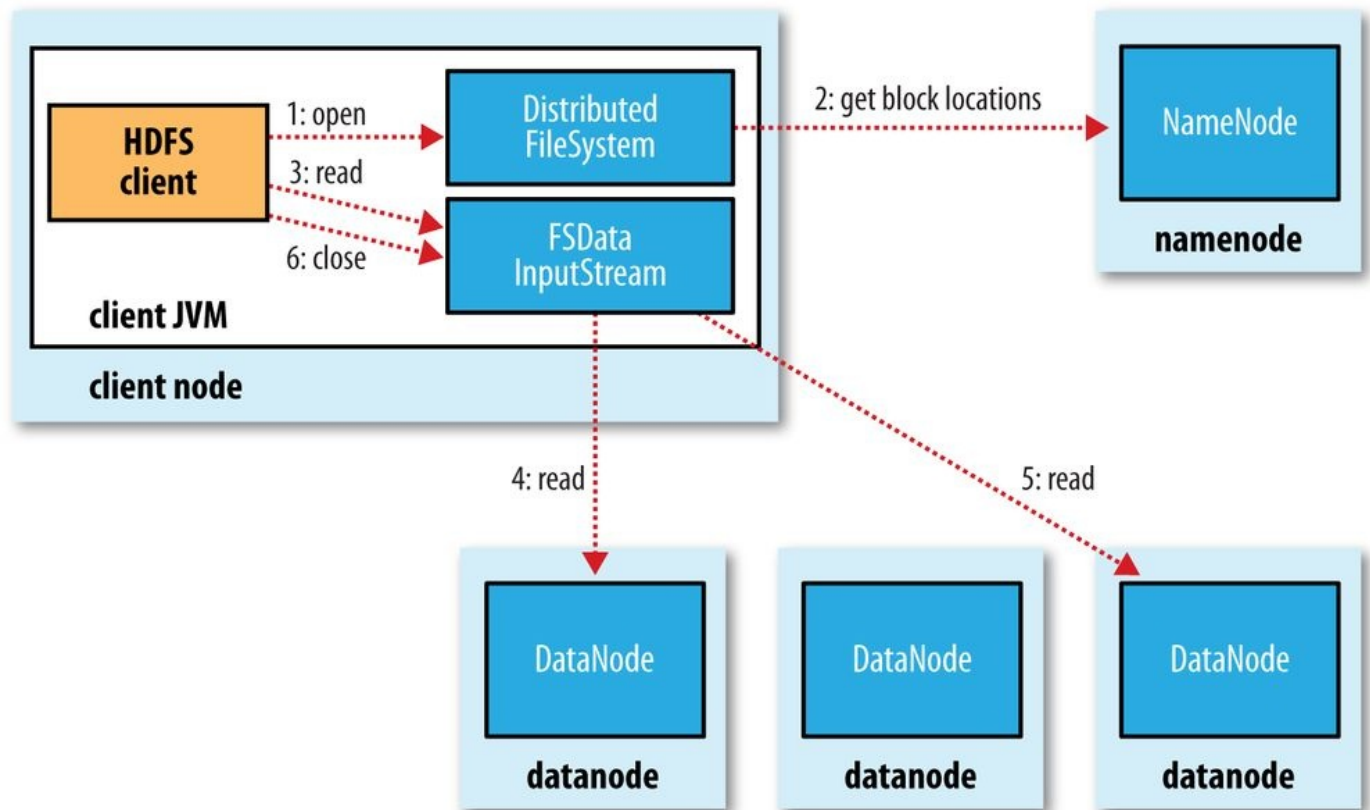 HDFS
client
1: open
3: read
6: close
Distributed
FileSystem
FSData
InputStream
client JVM
client node
2: get block locations
NameNode
namenode
4: read
5: read
DataNode
datanode
DataNode
datanode
DataNode
datanode